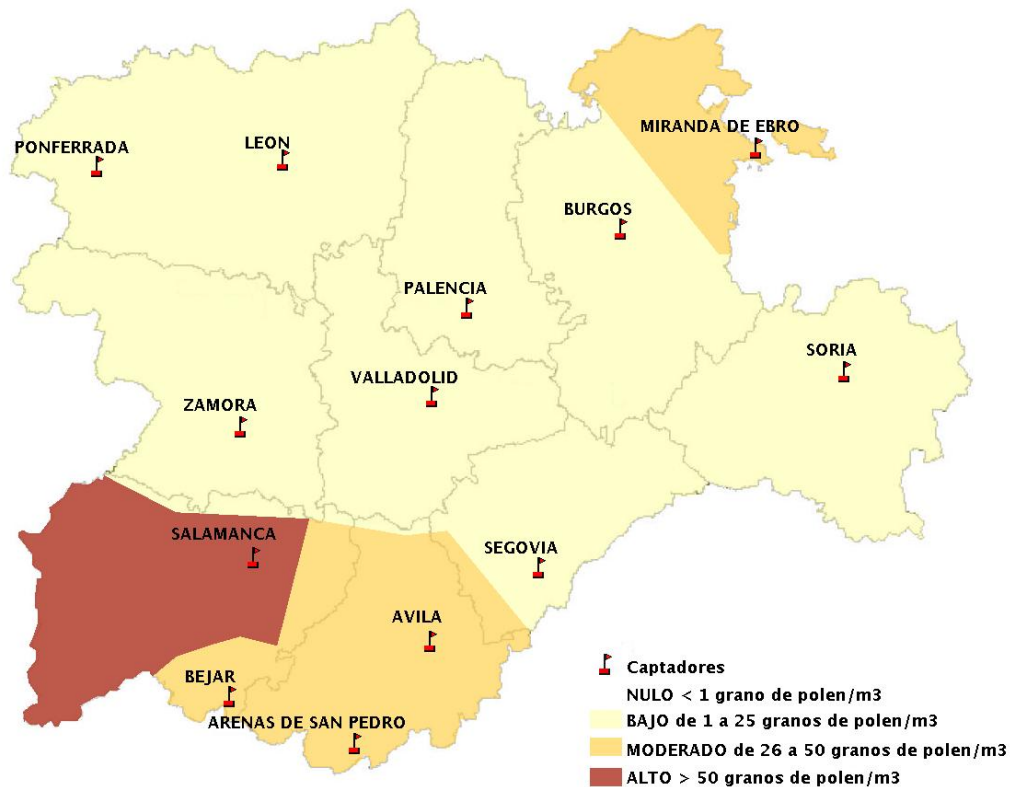 MIRANDA DE EBRO
PONFERRADA
LEON
BURGOS
PALENCIA
SORIA
VALLADOLID
ZAMORA
SALAMANCA
SEGOVIA
AVILA
BEJAR
ARENAS DE SAN PEDRO
Captadores
NULO < 1 grano de polen/m3
BAJO de 1 a 25 granos de polen/m3
MODERADO de 26 a 50 granos de polen/m3
ALTO > 50 granos de polen/m3